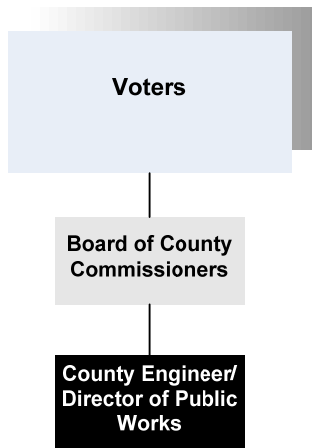 Voters
Board of County
Commissioners
County Engineer/
Director of Public
Works